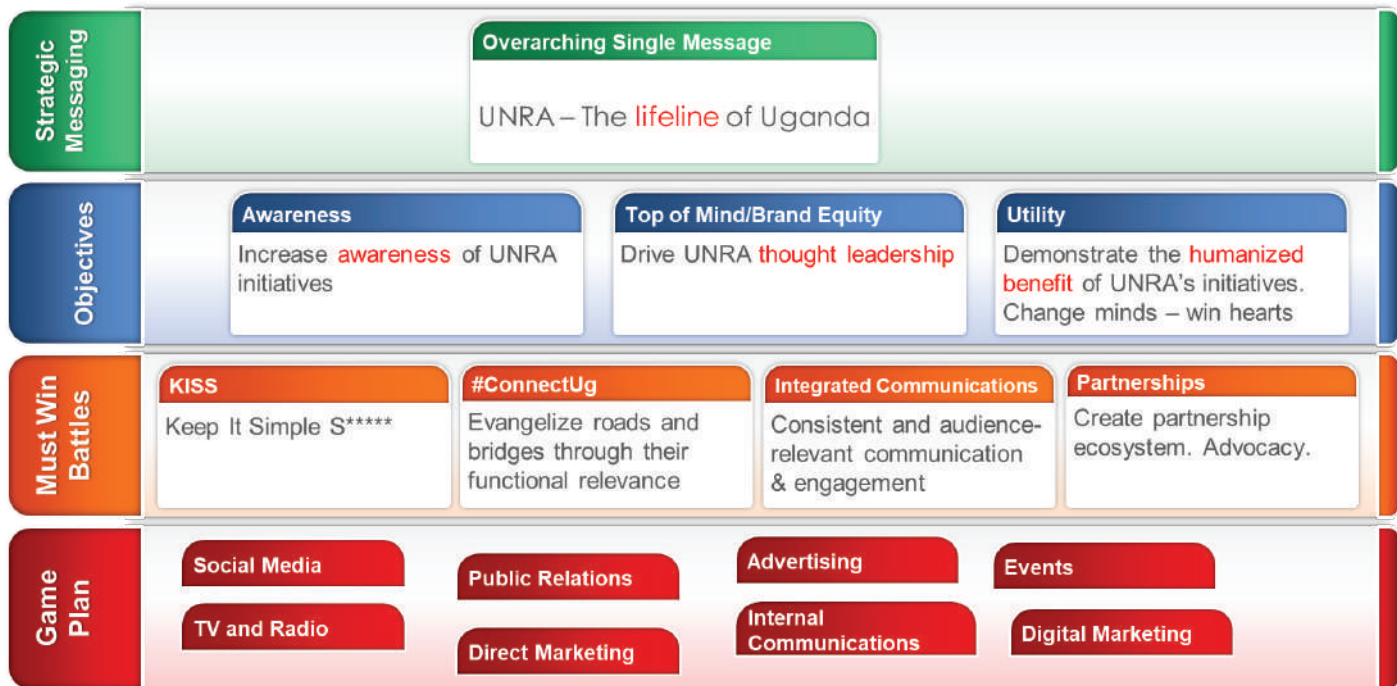 Strategic
Messaging
Overarching Single Message
UNRA – The lifeline of Uganda
Objectives
Awareness
Increase awareness of UNRA
initiatives
Top of Mind/Brand Equity
Drive UNRA thought leadership
Utility
Demonstrate the humanized
benefit of UNRA's initiatives.
Change minds – win hearts
Must Win
Battles
KISS
Keep It Simple S*****
#ConnectUg
Evangelize roads and
bridges through their
functional relevance
Integrated Communications
Consistent and audience-
relevant communication
& engagement
Partnerships
Create partnership
ecosystem. Advocacy.
Game
Plan
Social Media
Public Relations
Advertising
Events
TV and Radio
Direct Marketing
Internal
Communications
Digital Marketing